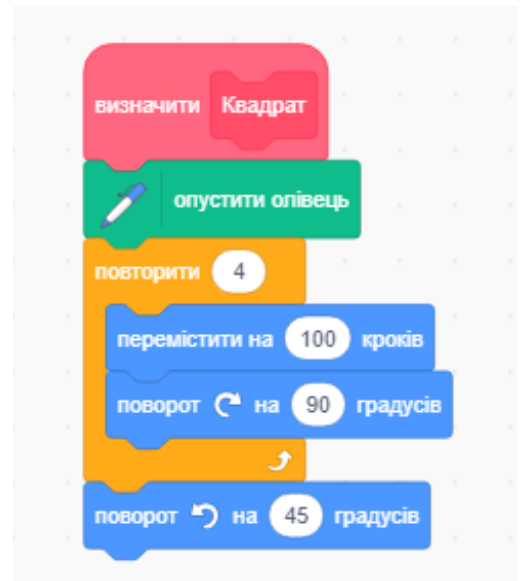 визначити Квадрат
опустити олівець
повторити 4
перемістити на 100 кроків
поворот на 90 градусів
поворот на 45 градусів